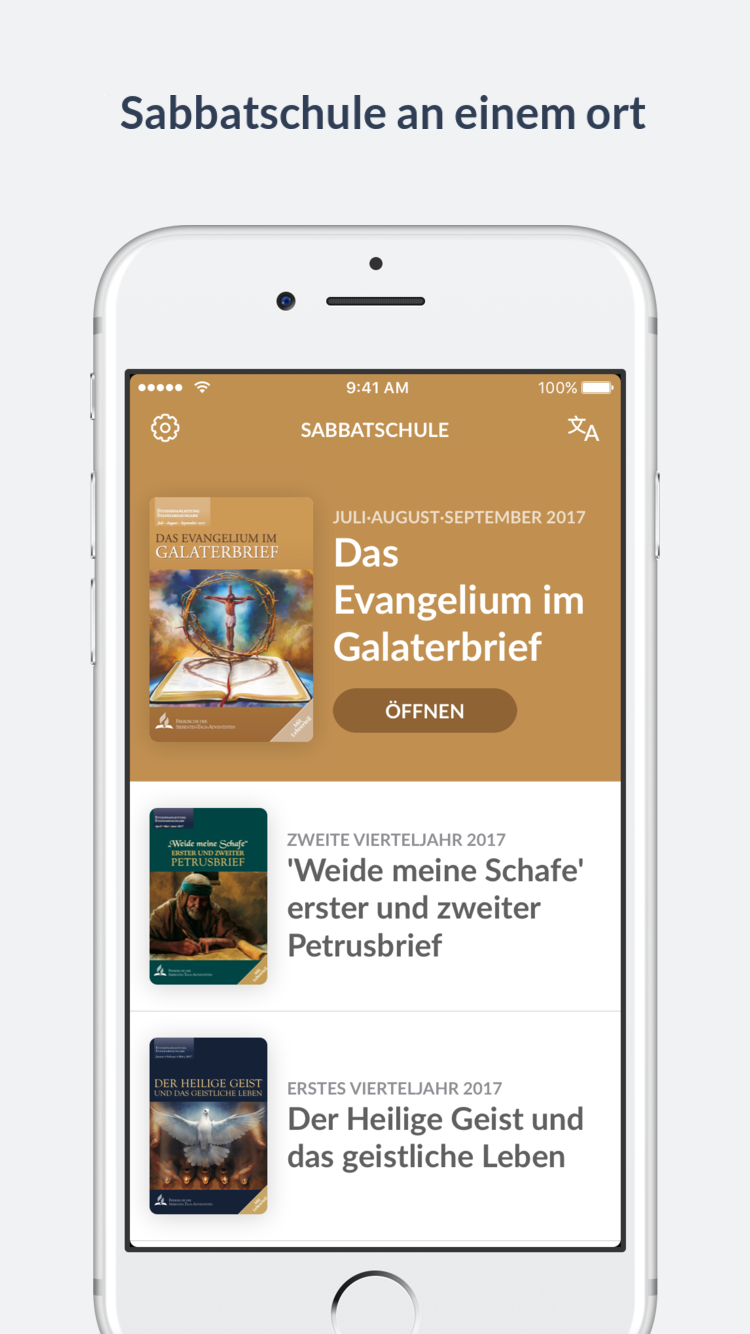 Sabbatschule an einem ort
9:41 AM
100%
SABBATSCHULE
DAS EVANGELIUM IM
GALATERBRIEF
JULI·AUGUST·SEPTEMBER 2017
Das
Evangelium im
Galaterbrief
ÖFFNEN
„Weide meine Schafe“
ERSTER UND ZWEITER
PETRUSBRIEF
ZWEITE VIERTELJAHR 2017
'Weide meine Schafe'
erster und zweiter
Petrusbrief
DER HEILIGE GEIST
UND DAS GEISTLICHE LEBEN
ERSTES VIERTELJAHR 2017
Der Heilige Geist und
das geistliche Leben